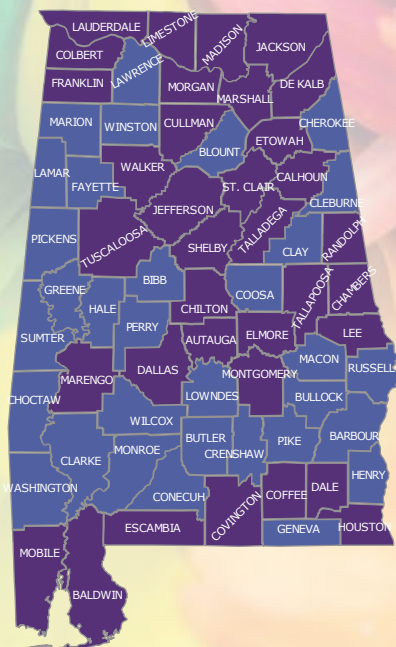 LAUDERDALE
LIMESTONE
MADISON
JACKSON
COLBERT
LAWRENCE
FRANKLIN
MORGAN
MARSHALL
DE KALB
MARION
WINSTON
CULLMAN
CHEROKEE
ETOWAH
BLOUNT
WALKER
LAMAR
FAYETTE
ST. CLAIR
CALHOUN
CLEBURNE
JEFFERSON
PICKENS
TUSCALOOSA
SHELBY
TALLADEGA
CLAY
RANDOLPH
BIBB
GREENE
HALE
COOSA
TALLAPOOSA
CHAMBERS
CHILTON
PERRY
SUMTER
AUTAUGA
ELMORE
LEE
MACON
RUSSELL
MARENGO
DALLAS
MONTGOMERY
CHOCTAW
LOWNDES
BULLOCK
WILCOX
BUTLER
PIKE
BARBOUR
MONROE
CRENSHAW
CLARKE
WASHINGTON
CONECUH
HENRY
COFFEE
DALE
COVINGTON
ESCAMBIA
GENEVA
HOUSTON
MOBILE
BALDWIN